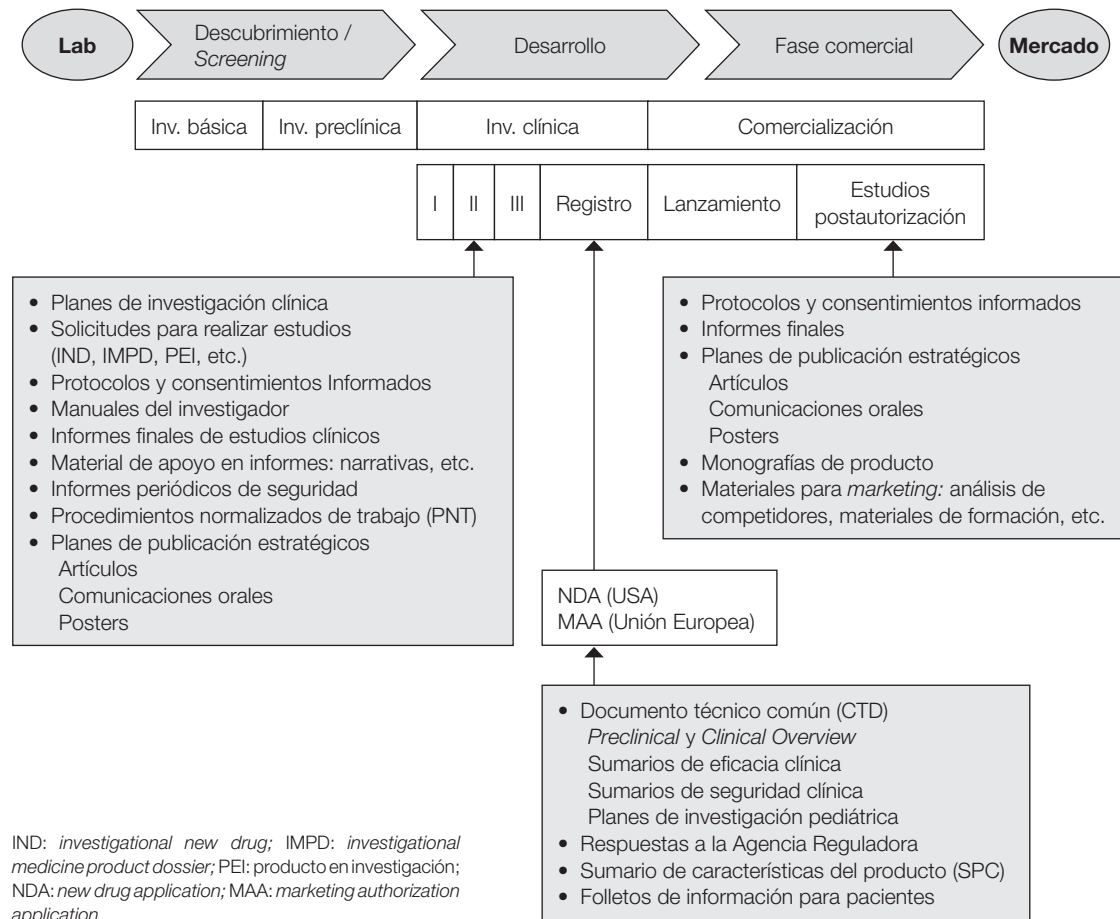 Lab
Descubrimiento /
Screening
Desarrollo
Fase comercial
Mercado
Inv. básica
Inv. preclínica
Inv. clínica
Comercialización
I
II
III
Registro
Lanzamiento
Estudios
postautorización
• Planes de investigación clínica
• Solicitudes para realizar estudios
(IND, IMPD, PEI, etc.)
• Protocolos y consentimientos Informados
• Manuales del investigador
• Informes finales de estudios clínicos
• Material de apoyo en informes: narrativas, etc.
• Informes periódicos de seguridad
• Procedimientos normalizados de trabajo (PNT)
• Planes de publicación estratégicos
Artículos
Comunicaciones orales
Posters
• Protocolos y consentimientos informados
• Informes finales
• Planes de publicación estratégicos
Artículos
Comunicaciones orales
Posters
• Monografías de producto
• Materiales para marketing: análisis de
competidores, materiales de formación, etc.
NDA (USA)
MAA (Unión Europea)
• Documento técnico común (CTD)
Preclinical y Clinical Overview
Sumarios de eficacia clínica
Sumarios de seguridad clínica
Planes de investigación pediátrica
• Respuestas a la Agencia Reguladora
• Sumario de características del producto (SPC)
• Folletos de información para pacientes
IND: investigational new drug; IMPD: investigational
medicine product dossier; PEI: producto en investigación;
NDA: new drug application; MAA: marketing authorization
application